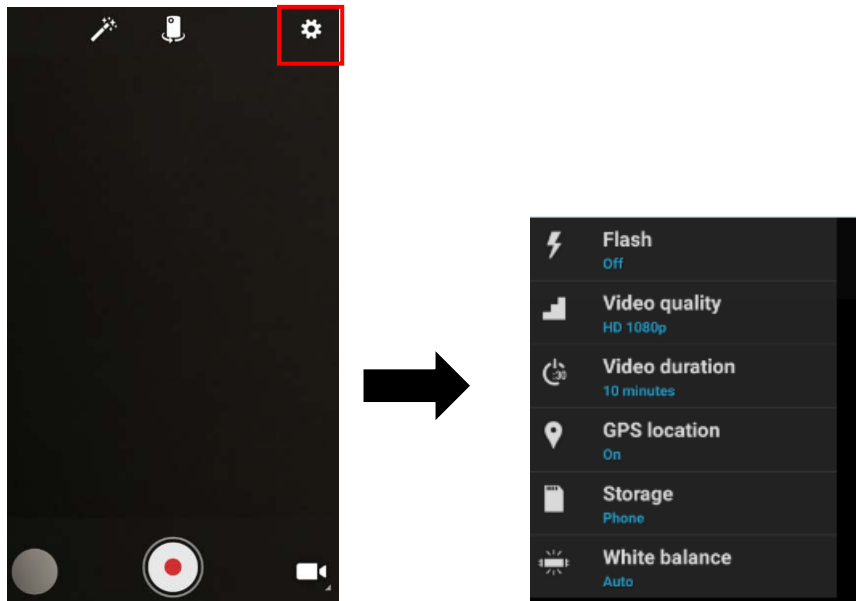 Flash
Off
Video quality
HD 1080p
Video duration
10 minutes
GPS location
On
Storage
Phone
White balance
Auto